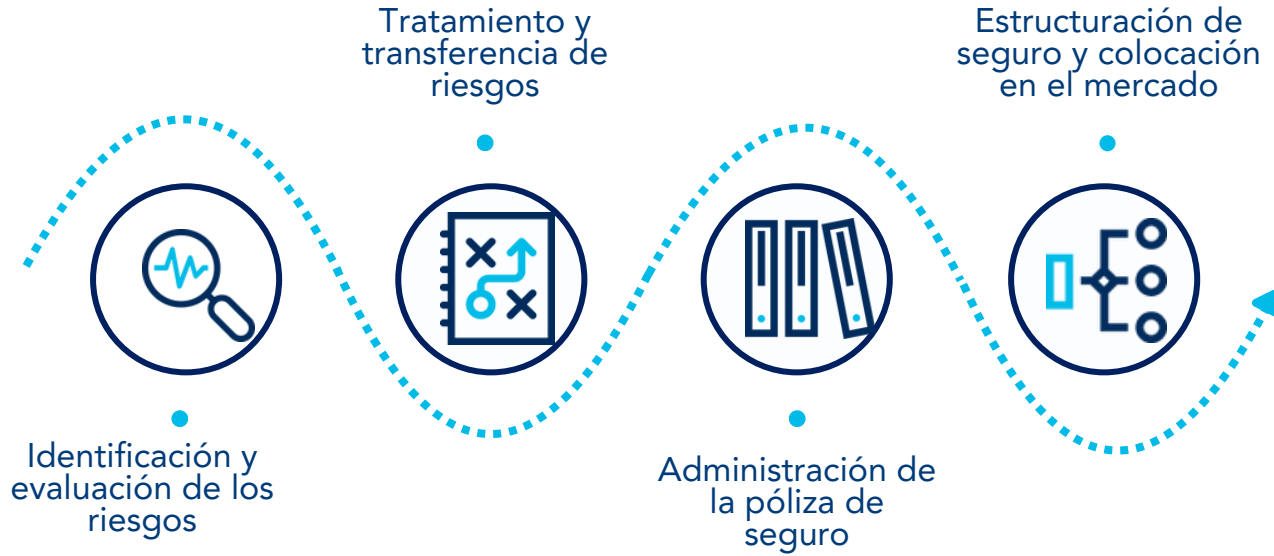 Identificación y
evaluación de los
riesgos
Tratamiento y
transferencia de
riesgos
Administración de
la póliza de
seguro
Estructuración de
seguro y colocación
en el mercado